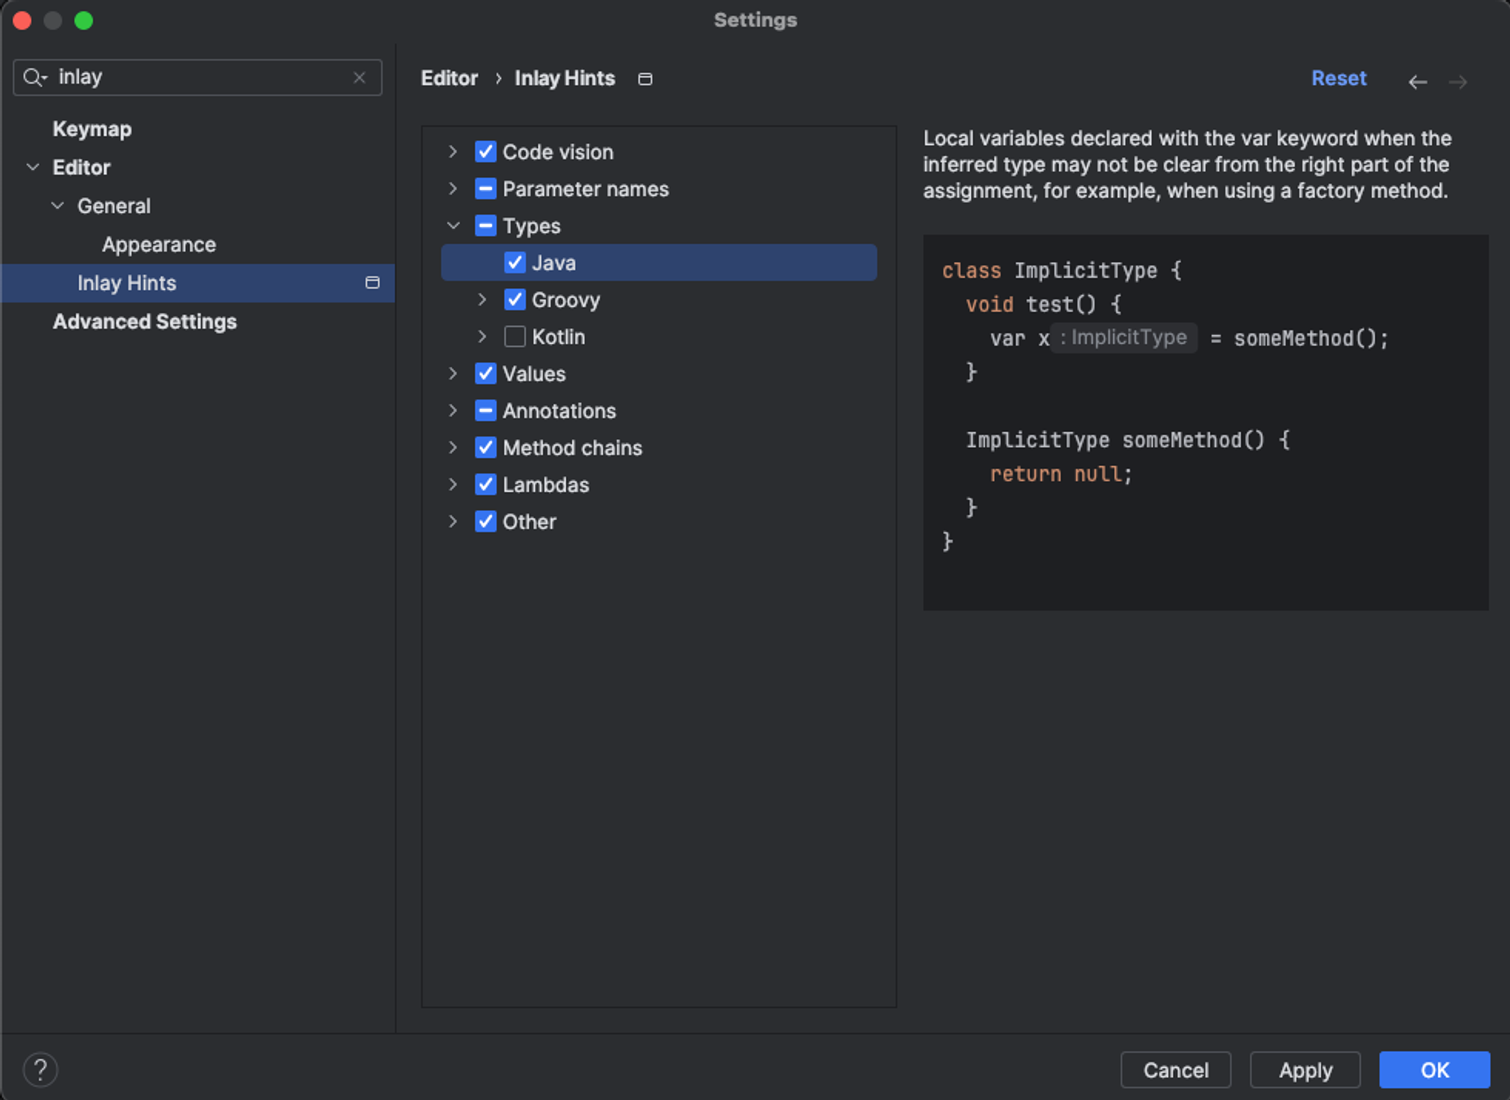 Settings
inlay
Keymap
Editor
General
Appearance
Inlay Hints
Advanced Settings
Editor › Inlay Hints
Reset
Code vision
Parameter names
Types
Java
Groovy
Kotlin
Values
Annotations
Method chains
Lambdas
Other
Local variables declared with the var keyword when the
inferred type may not be clear from the right part of the
assignment, for example, when using a factory method.
class ImplicitType {
void test() {
var x : ImplicitType = someMethod();
}
ImplicitType someMethod() {
return null;
}
}
?
Cancel
Apply
OK